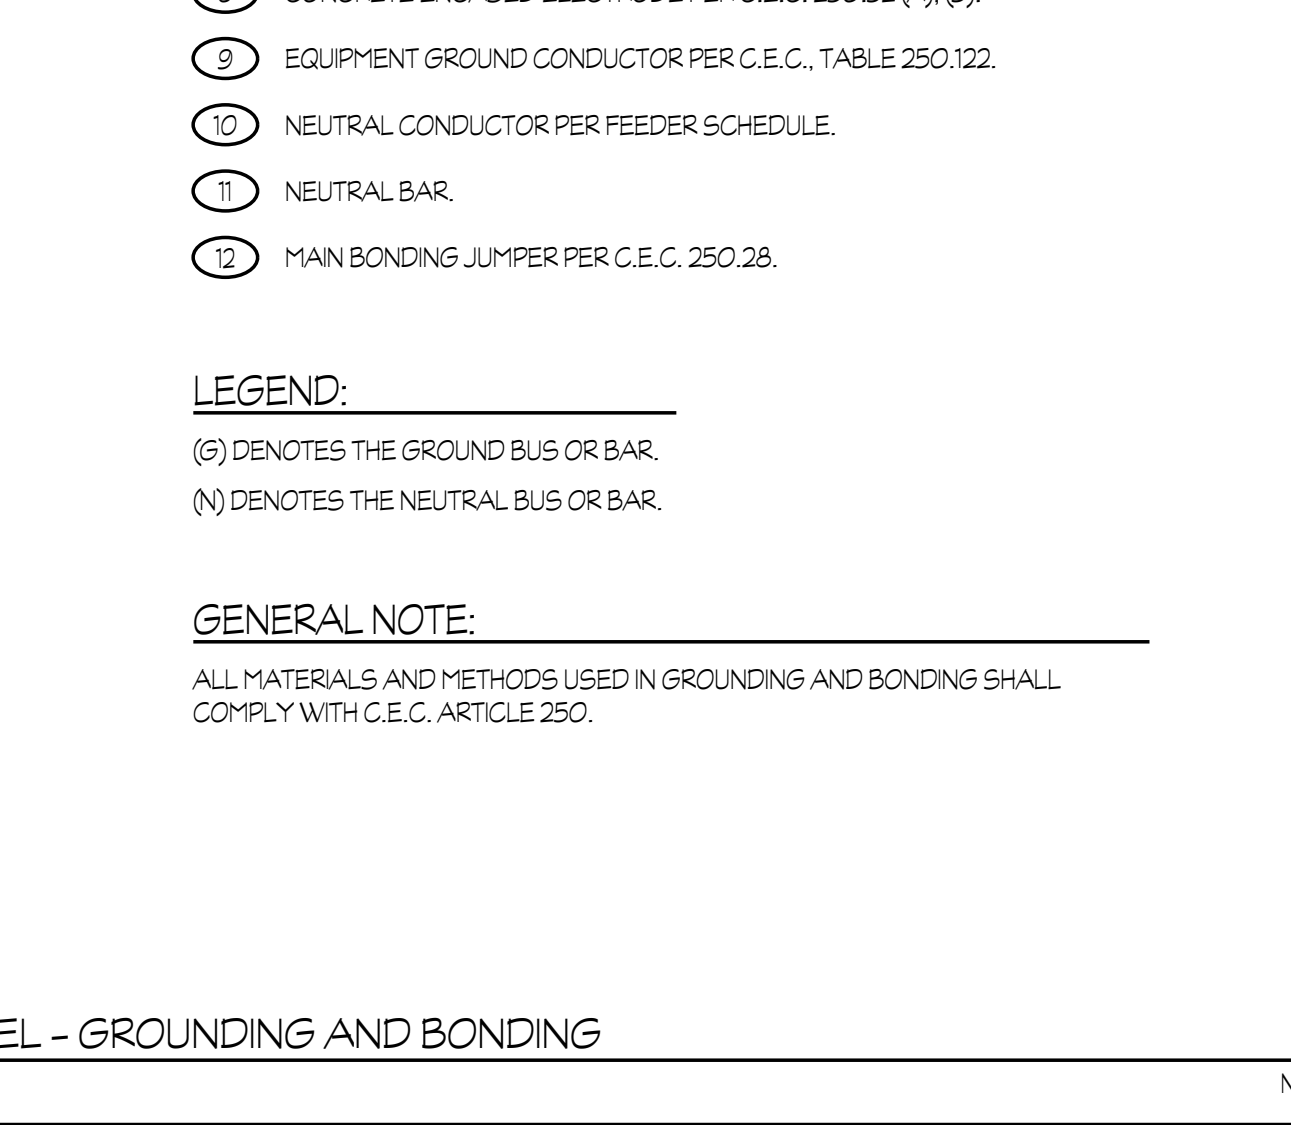 9 EQUIPMENT GROUND CONDUCTOR PER C.E.C., TABLE 250.122.
10 NEUTRAL CONDUCTOR PER FEEDER SCHEDULE.
11 NEUTRAL BAR.
12 MAIN BONDING JUMPER PER C.E.C. 250.28.
LEGEND:
(G) DENOTES THE GROUND BUS OR BAR.
(N) DENOTES THE NEUTRAL BUS OR BAR.
GENERAL NOTE:
ALL MATERIALS AND METHODS USED IN GROUNDING AND BONDING SHALL
COMPLY WITH C.E.C. ARTICLE 250.
EL - GROUNDING AND BONDING